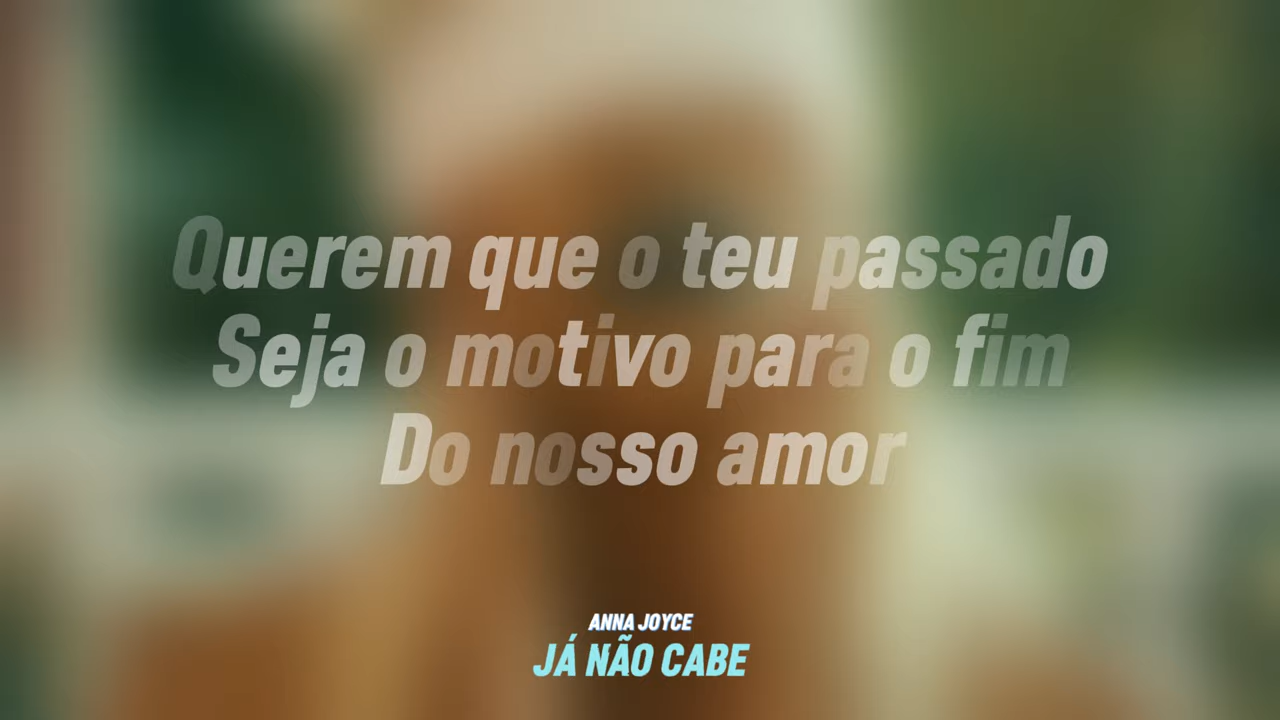 Querem que o teu passado
Seja o motivo para o fim
Do nosso amor
ANNA JOYCE
JÁ NÃO CABE